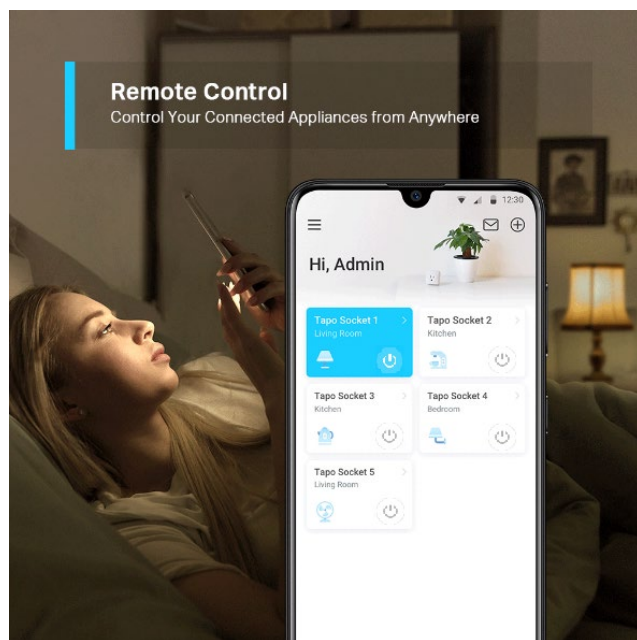 Remote Control
Control Your Connected Appliances from Anywhere
12:30
Hi, Admin
Tapo Socket 1
Living Room
Tapo Socket 2
Kitchen
Tapo Socket 3
Kitchen
Tapo Socket 4
Bedroom
Tapo Socket 5
Living Room